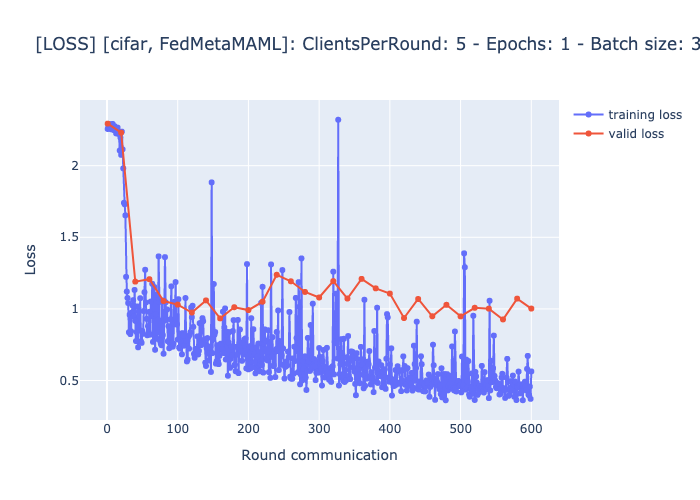 [LOSS] [cifar, FedMetaMAML]: ClientsPerRound: 5 - Epochs: 1 - Batch size: 3
training loss
valid loss
Loss
2
1.5
1
0.5
0 100 200 300 400 500 600
Round communication